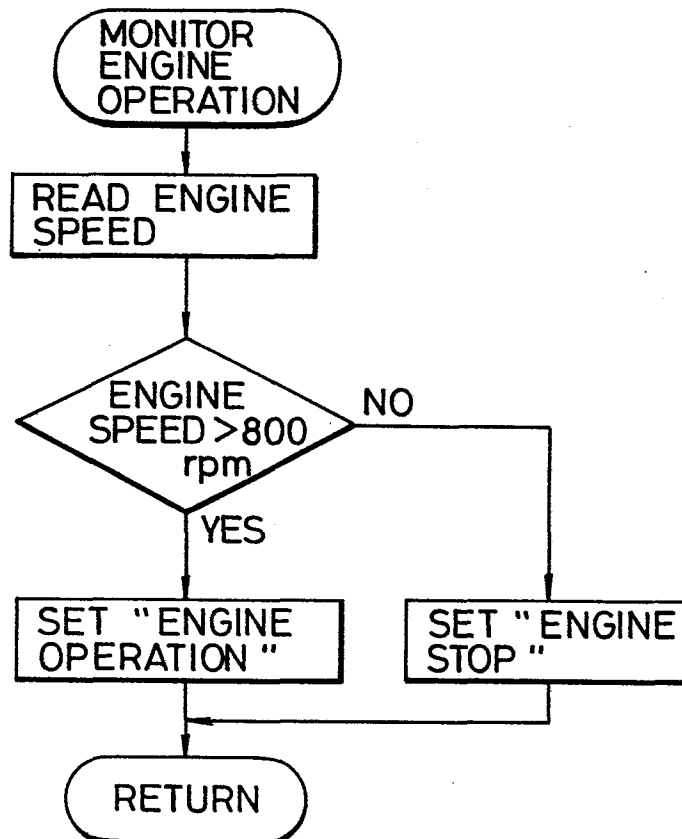 MONITOR
ENGINE
OPERATION
READ ENGINE
SPEED
ENGINE
SPEED>800
rpm
NO
YES
SET "ENGINE
OPERATION"
SET "ENGINE
STOP"
RETURN